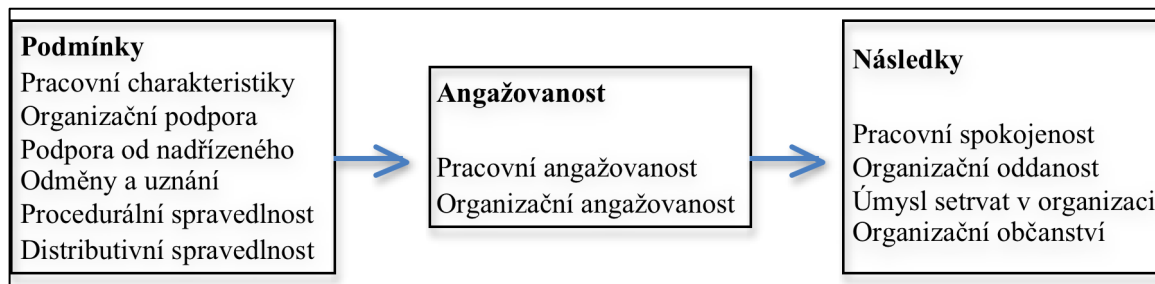 Podmínky
Pracovní charakteristiky
Organizační podpora
Podpora od nadřízeného
Odměny a uznání
Procedurální spravedlnost
Distributivní spravedlnost
Angažovanost
Pracovní angažovanost
Organizační angažovanost
Následky
Pracovní spokojenost
Organizační oddanost
Úmysl setrvat v organizaci
Organizační občanství